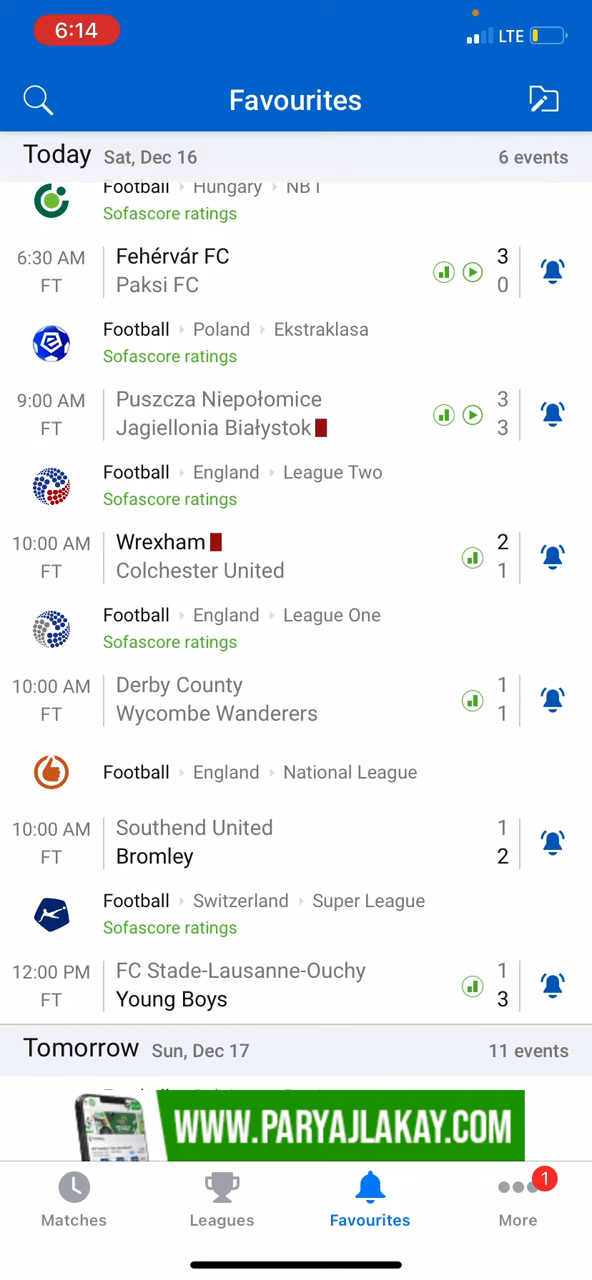 6:14
LTE
Favourites
Today Sat, Dec 16 6 events
Football Hungary NB I
Sofascore ratings
6:30 AM Fehérvár FC 3
FT Paksi FC 0
Football Poland Ekstraklasa
Sofascore ratings
9:00 AM Puszcza Niepołomice 3
FT Jagiellonia Białystok 3
Football England League Two
Sofascore ratings
10:00 AM Wrexham 2
FT Colchester United 1
Football England League One
Sofascore ratings
10:00 AM Derby County 1
FT Wycombe Wanderers 1
Football England National League
10:00 AM Southend United 1
FT Bromley 2
Football Switzerland Super League
Sofascore ratings
12:00 PM FC Stade-Lausanne-Ouchy 1
FT Young Boys 3
Tomorrow Sun, Dec 17 11 events
WWW.PARYAJLAKAY.COM
1
Matches Leagues Favourites More